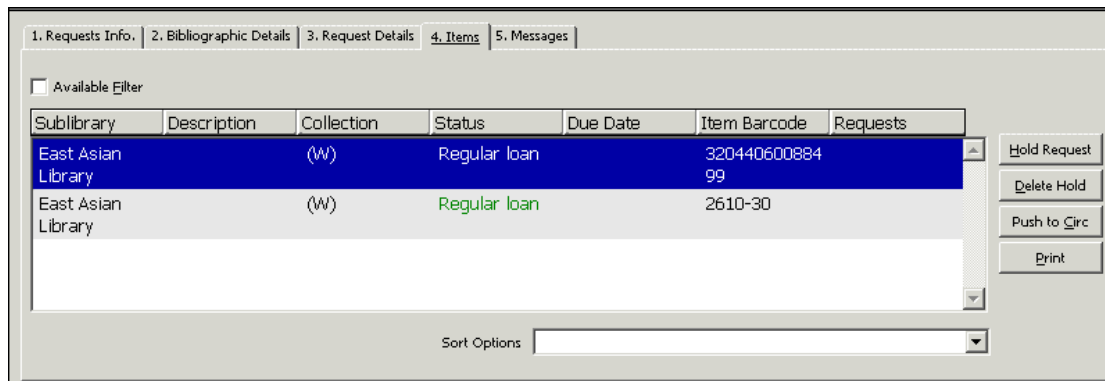 1. Requests Info. 2. Bibliographic Details 3. Request Details 4. Items 5. Messages
Available Filter
Sublibrary Description Collection Status Due Date Item Barcode Requests
East Asian (W) Regular loan 320440600884
Library 99
East Asian (W) Regular loan 2610-30
Library
Hold Request
Delete Hold
Push to Circ
Print
Sort Options